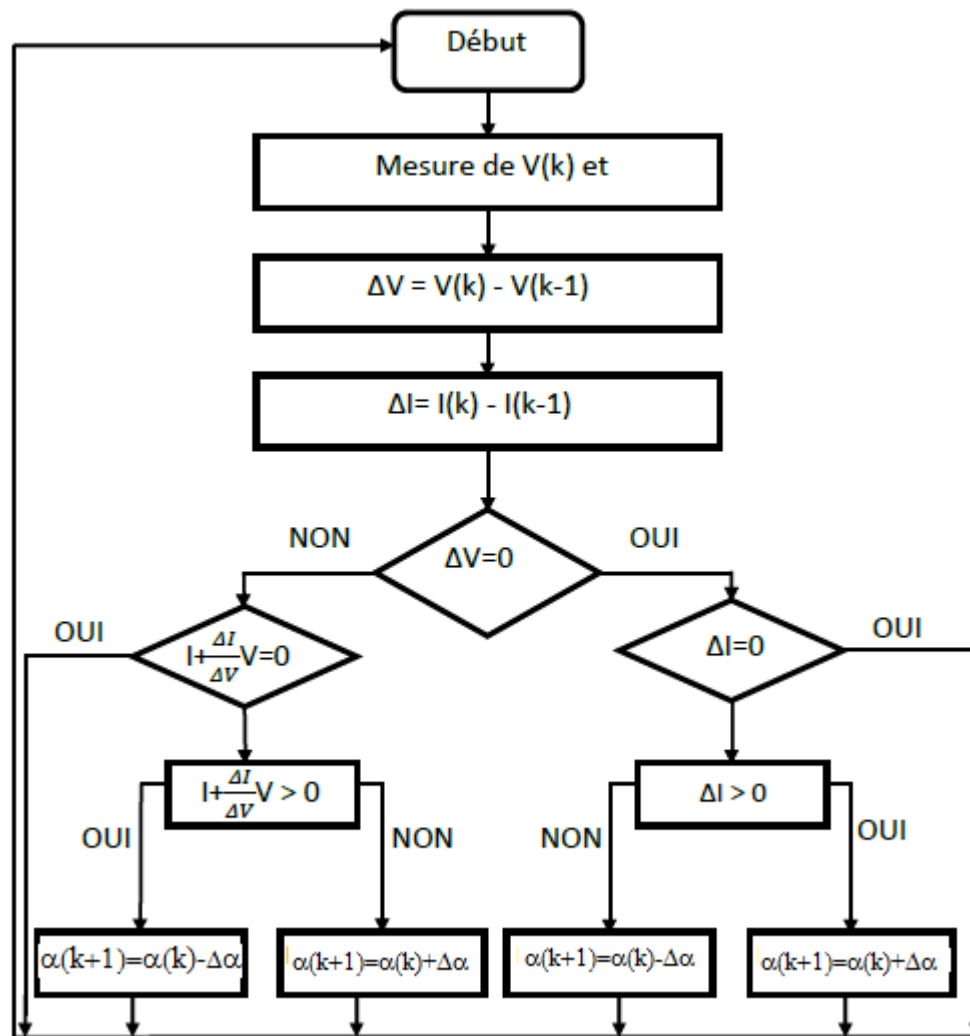 Début
Mesure de V(k) et
ΔV = V(k) - V(k-1)
ΔI= I(k) - I(k-1)
NON
OUI
ΔV=0
OUI
I+ΔI/ΔV V=0
ΔI=0
OUI
I+ΔI/ΔV V > 0
ΔI > 0
OUI
NON
NON
OUI
α(k+1)=α(k)-Δα
α(k+1)=α(k)+Δα
α(k+1)=α(k)-Δα
α(k+1)=α(k)+Δα